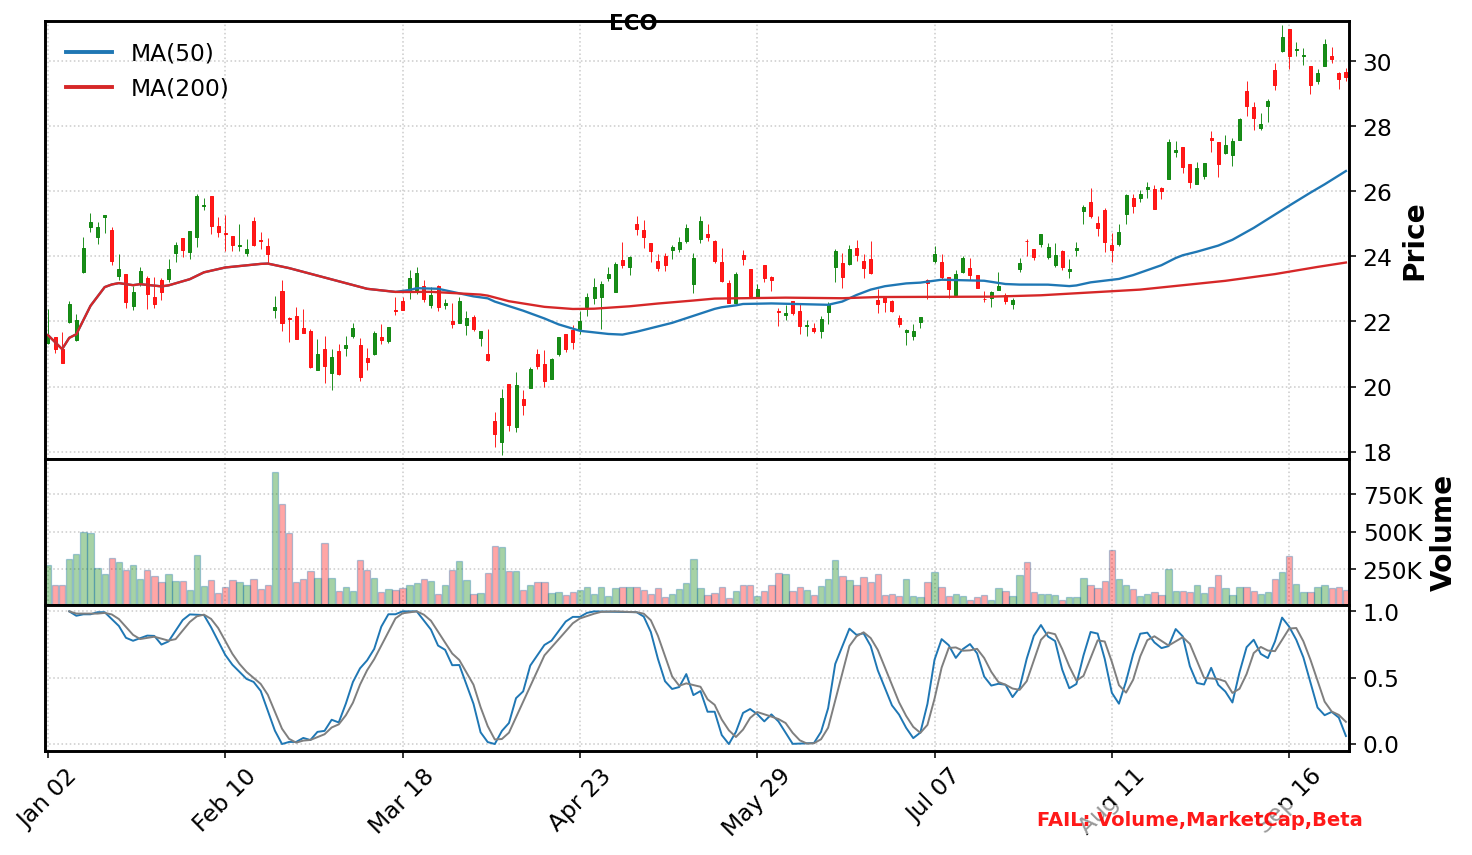 ECO
MA(50)
MA(200)
30
28
26
24
22
20
18
Price
750K
500K
250K
Volume
1.0
0.5
0.0
Jan 02
Feb 10
Mar 18
Apr 23
May 29
Jul 07
Aug 11
Sep 16
FAIL: Volume,MarketCap,Beta